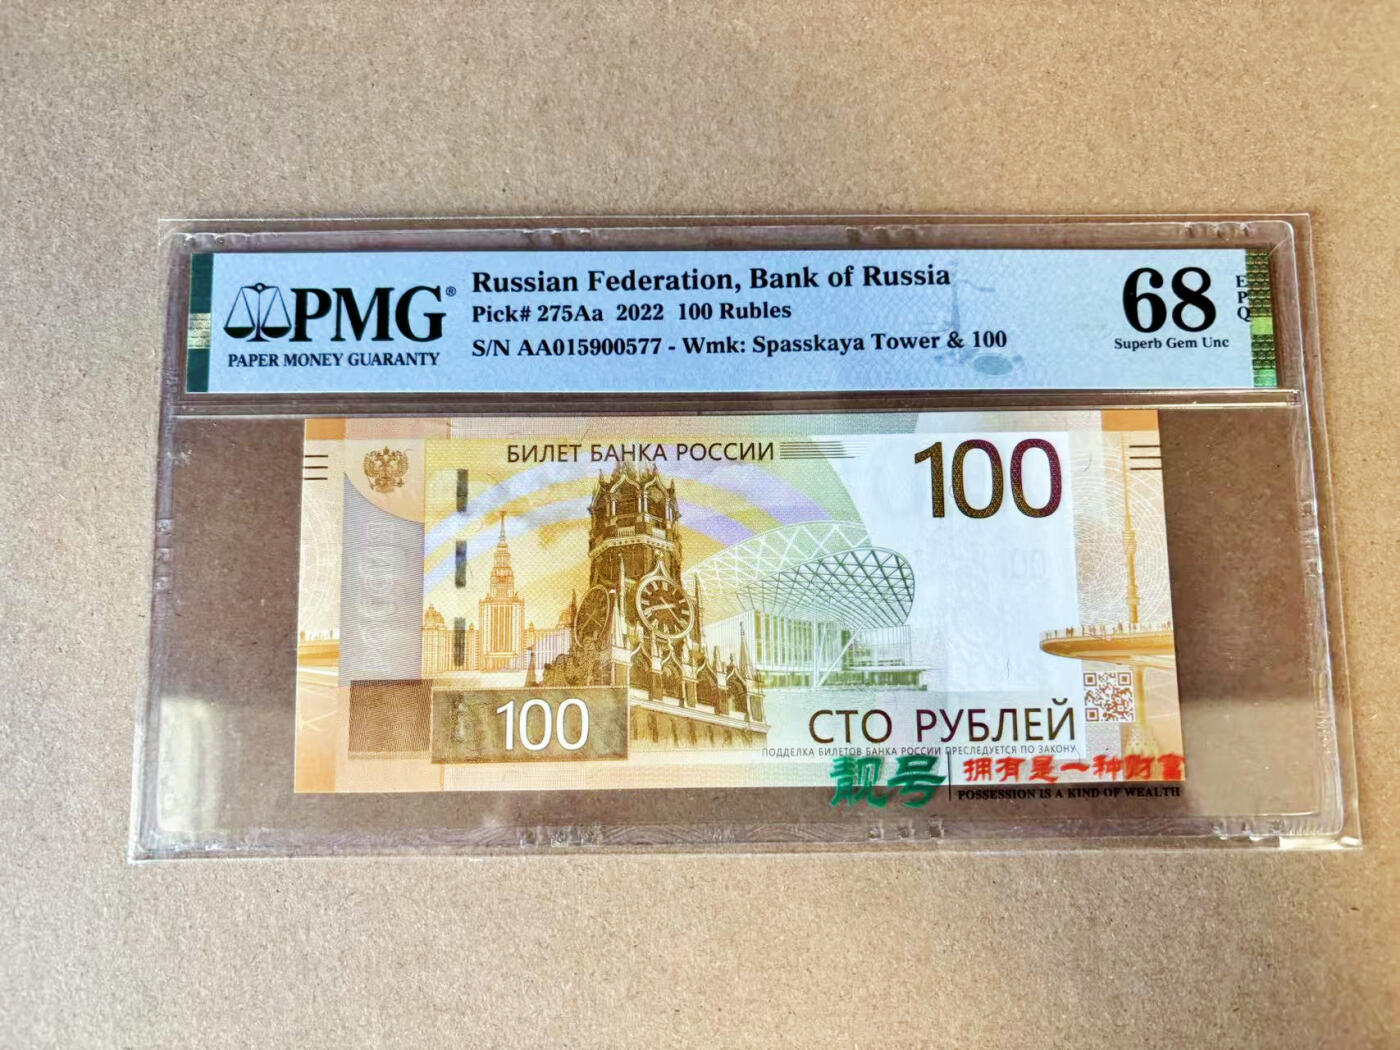 PMG®
PAPER MONEY GUARANTY
Russian Federation, Bank of Russia
Pick# 275Aa 2022 100 Rubles
S/N AA015900577 - Wmk: Spasskaya Tower & 100
68
EPQ
Superb Gem Unc
БИЛЕТ БАНКА РОССИИ
100
РОССИЯ
100
СТО РУБЛЕЙ
ПОДДЕЛКА БИЛЕТОВ БАНКА РОССИИ ПРЕСЛЕДУЕТСЯ ПО ЗАКОНУ
靓号
拥有是一种财富
POSSESSION IS A KIND OF WEALTH